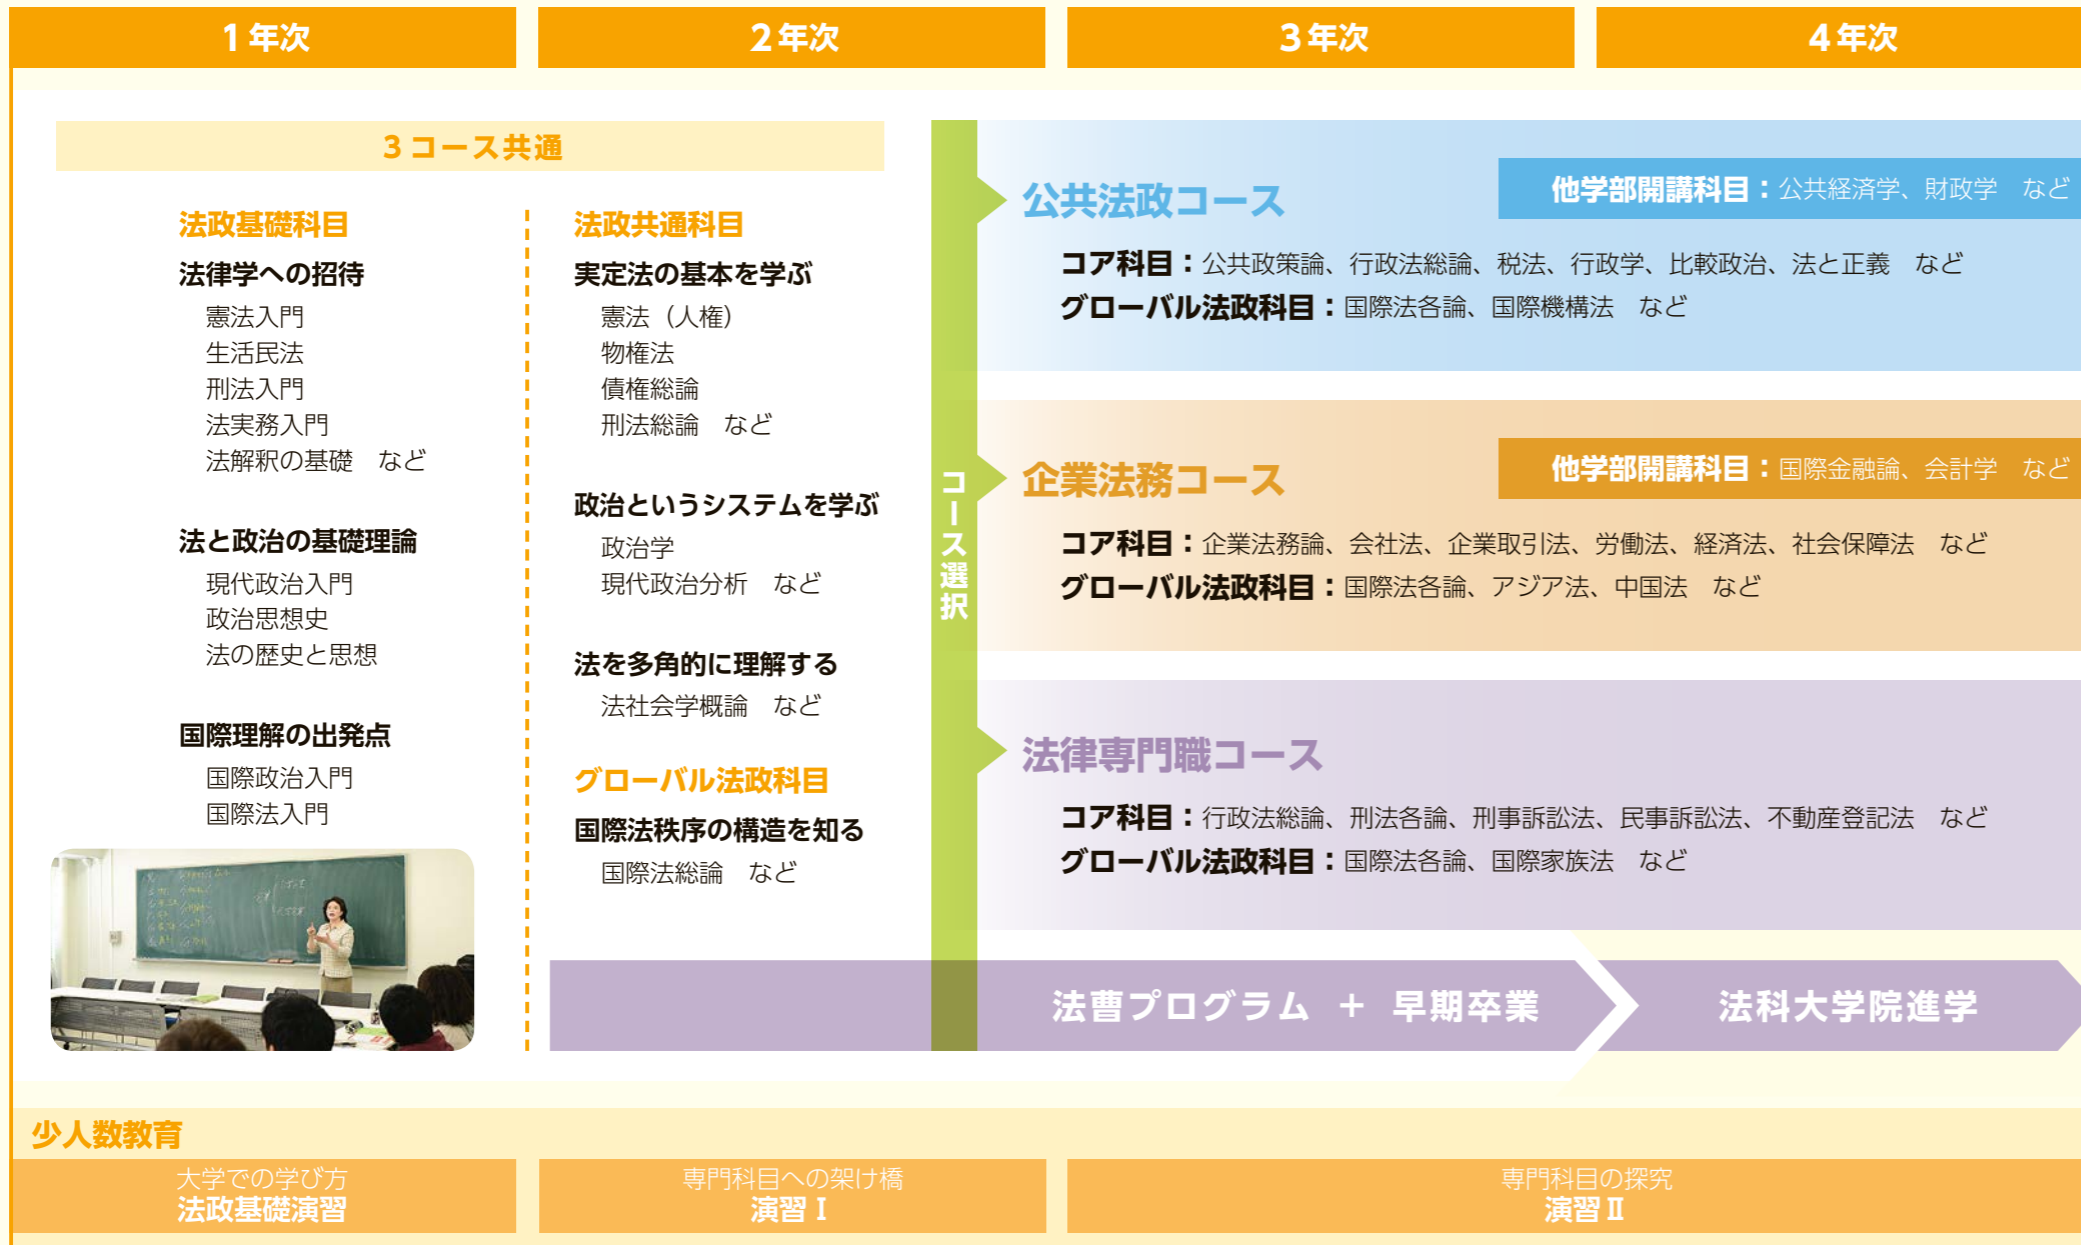 1年次
2年次
3年次
4年次
3コース共通
法政基礎科目
法律学への招待
憲法入門
生活民法
刑法入門
法実務入門
法解釈の基礎　など
法と政治の基礎理論
現代政治入門
政治思想史
法の歴史と思想
国際理解の出発点
国際政治入門
国際法入門
法政共通科目
実定法の基本を学ぶ
憲法（人権）
物権法
債権総論
刑法総論　など
政治というシステムを学ぶ
政治学
現代政治分析　など
法を多角的に理解する
法社会学概論　など
グローバル法政科目
国際法秩序の構造を知る
国際法総論　など
コース選択
公共法政コース
他学部開講科目：公共経済学、財政学　など
コア科目：公共政策論、行政法総論、税法、行政学、比較政治、法と正義　など
グローバル法政科目：国際法各論、国際機構法　など
企業法務コース
他学部開講科目：国際金融論、会計学　など
コア科目：企業法務論、会社法、企業取引法、労働法、経済法、社会保障法　など
グローバル法政科目：国際法各論、アジア法、中国法　など
法律専門職コース
コア科目：行政法総論、刑法各論、刑事訴訟法、民事訴訟法、不動産登記法　など
グローバル法政科目：国際法各論、国際家族法　など
法曹プログラム ＋ 早期卒業
法科大学院進学
少人数教育
大学での学び方
法政基礎演習
専門科目への架け橋
演習Ⅰ
専門科目の探究
演習Ⅱ